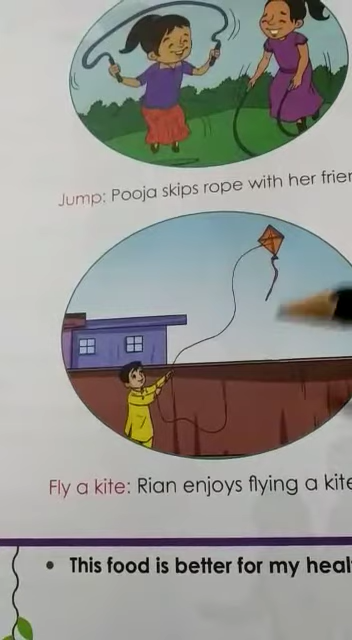 Jump: Pooja skips rope with her
Fly a kite: Rian enjoys flying a
• This food is better for my